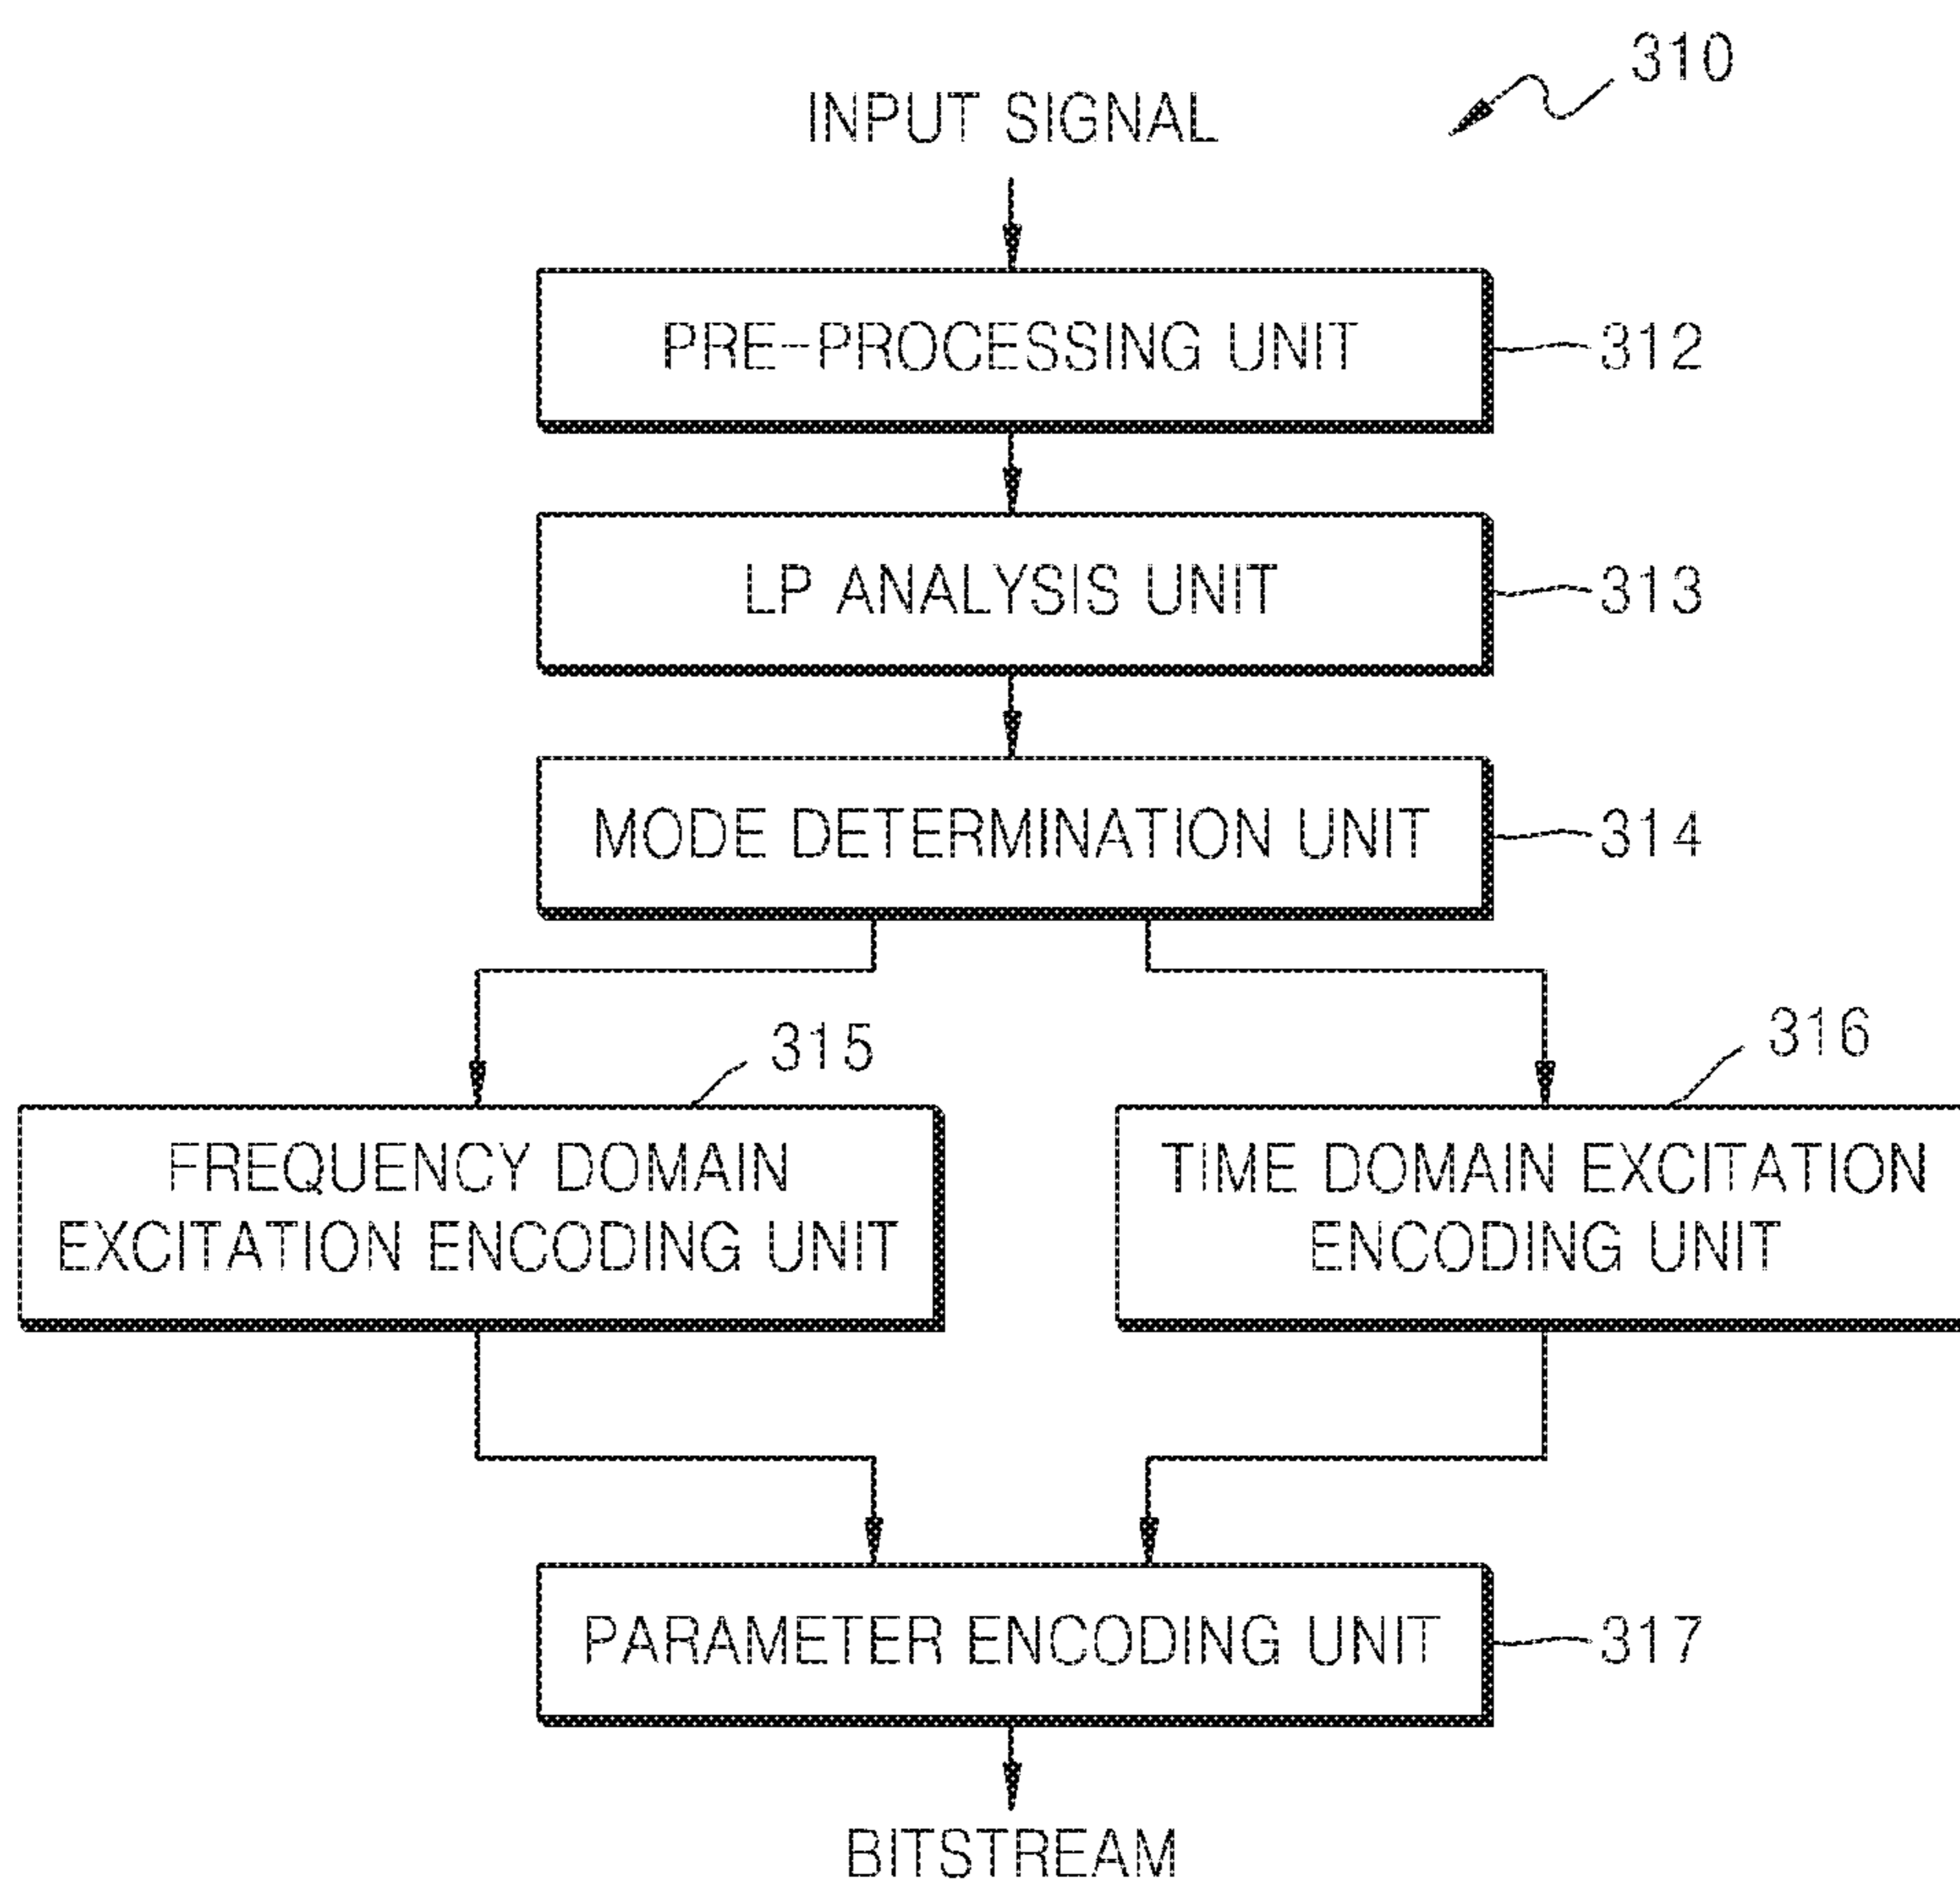 310
INPUT SIGNAL
PRE-PROCESSING UNIT
312
LP ANALYSIS UNIT
313
MODE DETERMINATION UNIT
314
315
316
FREQUENCY DOMAIN
EXCITATION ENCODING UNIT
TIME DOMAIN EXCITATION
ENCODING UNIT
PARAMETER ENCODING UNIT
317
BITSTREAM